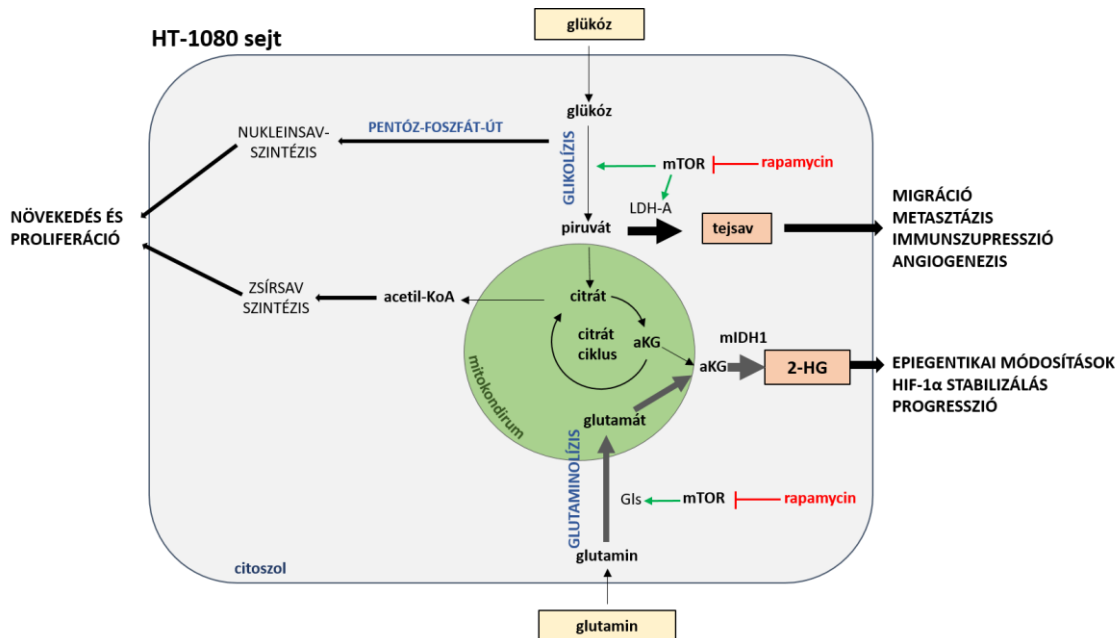 glükóz
HT-1080 sejt
glükóz
PENTÓZ-FOSZFÁT-ÚT
NUKLEINSAV-
SZINTÉZIS
GLIKOLÍZIS
mTOR
rapamycin
LDH-A
NÖVEKEDÉS ÉS
PROLIFERÁCIÓ
piruvát
tejsav
MIGRÁCIÓ
METASZTÁZIS
IMMUNSZUPRESSZIÓ
ANGIOGENEZIS
ZSÍRSAV
SZINTÉZIS
acetil-KoA
citrát
citrát
ciklus
aKG
mIDH1
aKG
2-HG
EPIEGENTIKAI MÓDOSÍTÁSOK
HIF-1α STABILIZÁLÁS
PROGRESSZIÓ
mitokondirum
glutamát
GLUTAMINOLÍZIS
Gls
mTOR
rapamycin
glutamin
citoszol
glutamin